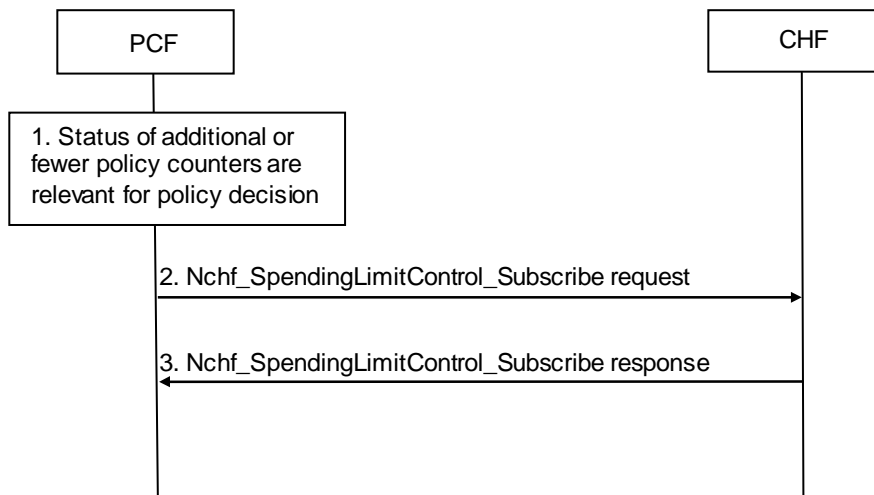 PCF
CHF
1. Status of additional or
fewer policy counters are
relevant for policy decision
2. Nchf_SpendingLimitControl_Subscribe request
3. Nchf_SpendingLimitControl_Subscribe response